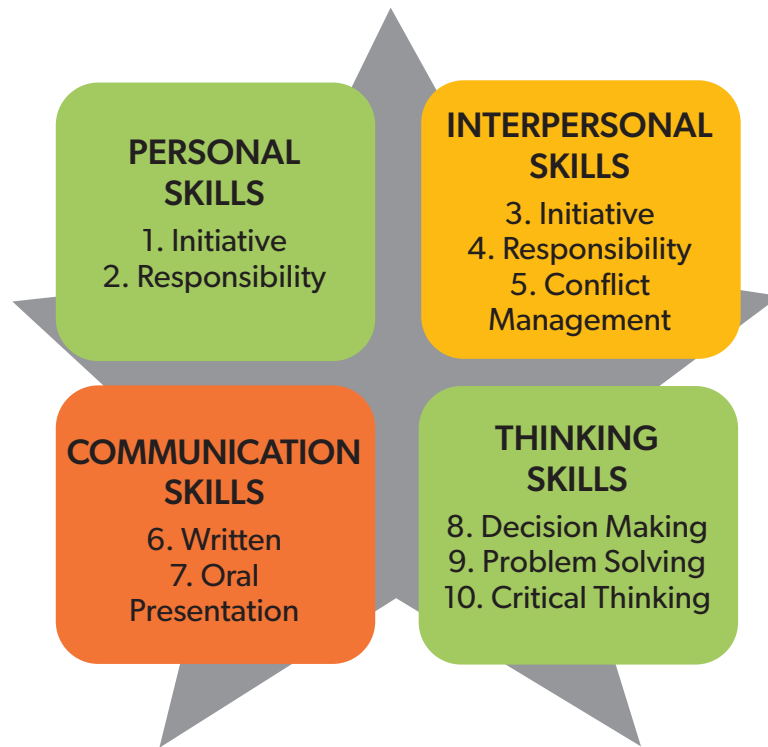 PERSONAL
SKILLS
1. Initiative
2. Responsibility
INTERPERSONAL
SKILLS
3. Initiative
4. Responsibility
5. Conflict
Management
COMMUNICATION
SKILLS
6. Written
7. Oral
Presentation
THINKING
SKILLS
8. Decision Making
9. Problem Solving
10. Critical Thinking